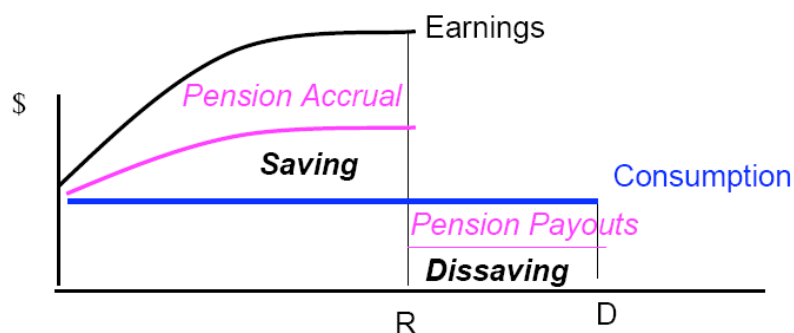 Earnings
$
Pension Accrual
Saving
Consumption
Pension Payouts
Dissaving
R
D